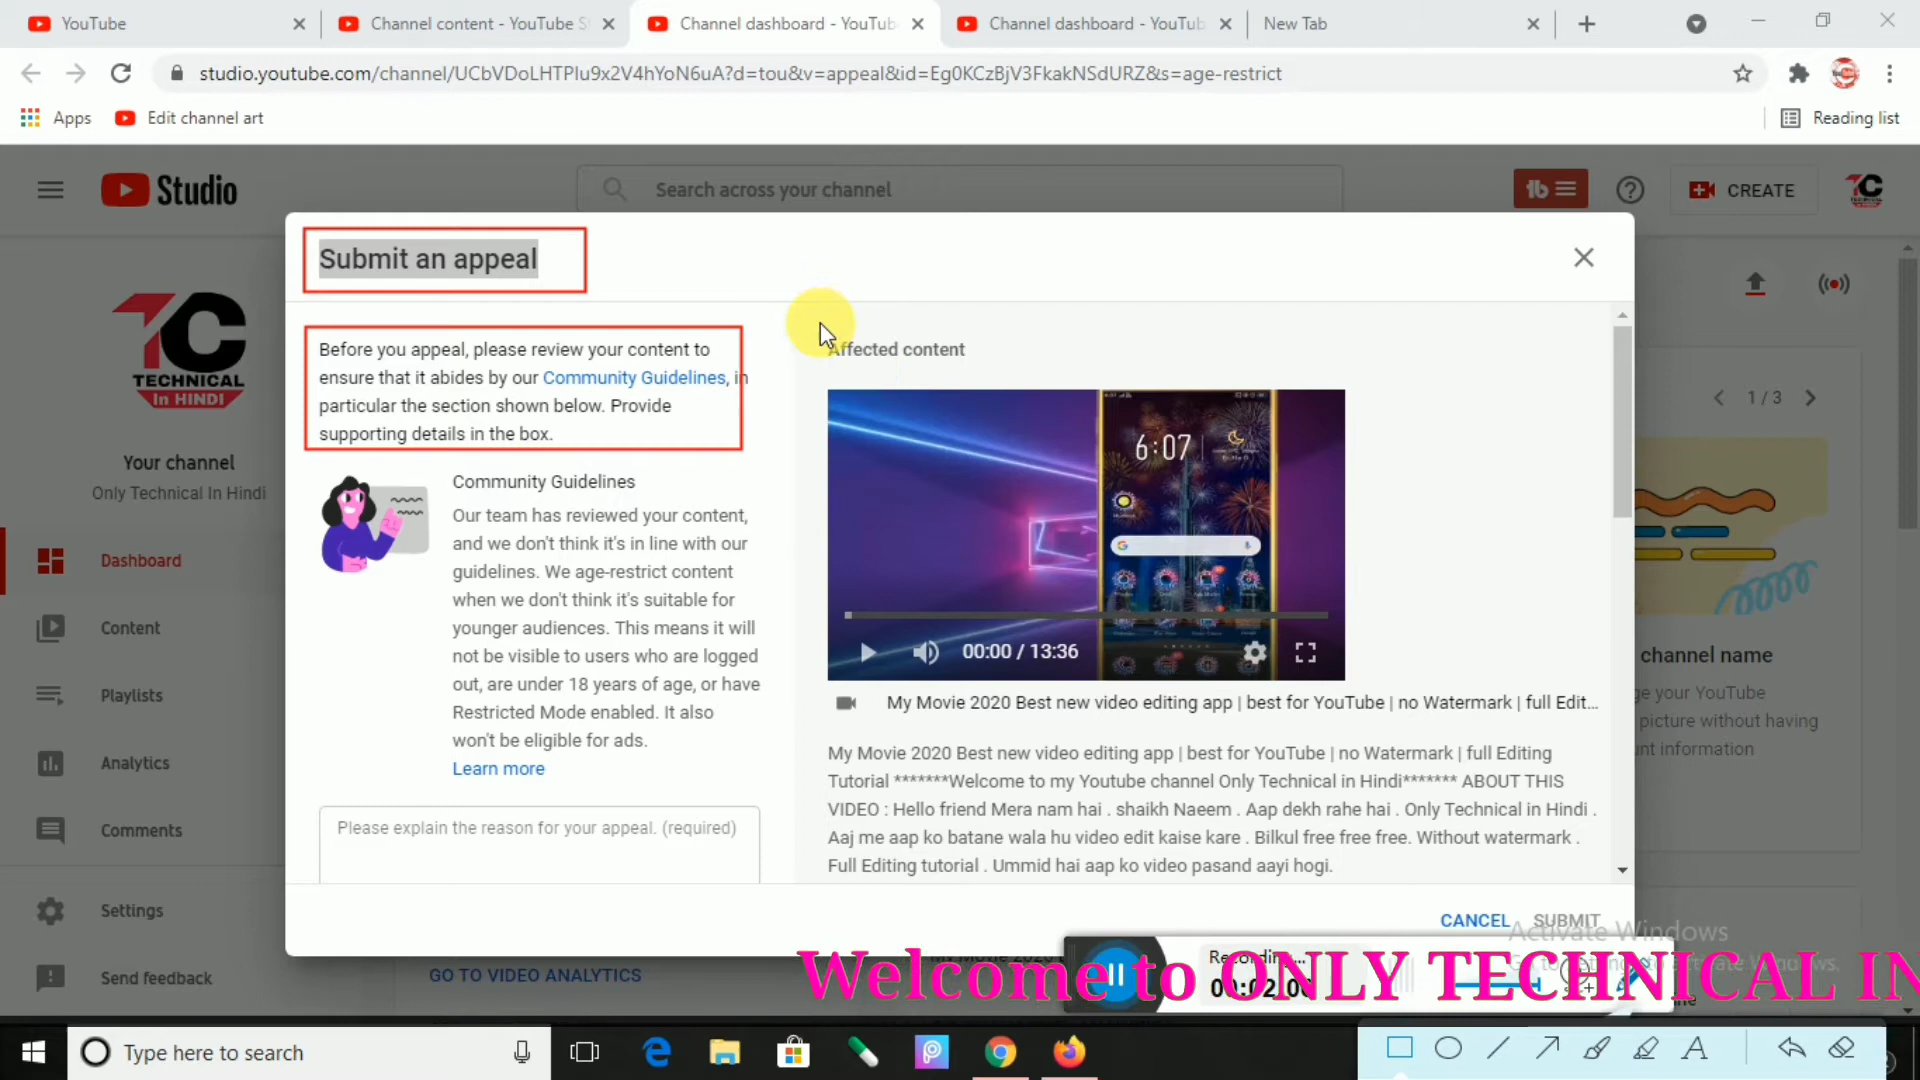 YouTube
Channel content - YouTube S
Channel dashboard - YouTub
Channel dashboard - YouTub
New Tab
studio.youtube.com/channel/UCbVDoLHTPIu9x2V4hYoN6uA?d=tou&v=appeal&id=Eg0KCzBjV3FkakNSdURZ&s=age-restrict
Apps
Edit channel art
Reading list
Studio
Search across your channel
CREATE
TC
Submit an appeal
Before you appeal, please review your content to
ensure that it abides by our Community Guidelines, in
particular the section shown below. Provide
supporting details in the box.
Affected content
6:07
TC
TECHNICAL
In HINDI
1 / 3
Your channel
Only Technical In Hindi
Community Guidelines
Our team has reviewed your content,
and we don't think it's in line with our
guidelines. We age-restrict content
when we don't think it's suitable for
younger audiences. This means it will
not be visible to users who are logged
out, are under 18 years of age, or have
Restricted Mode enabled. It also
won't be eligible for ads.
Learn more
Dashboard
Content
Playlists
Analytics
Comments
Settings
Send feedback
00:00 / 13:36
channel name
ge your YouTube
picture without having
nt information
My Movie 2020 Best new video editing app | best for YouTube | no Watermark | full Edit...
My Movie 2020 Best new video editing app | best for YouTube | no Watermark | full Editing
Tutorial *******Welcome to my Youtube channel Only Technical in Hindi******* ABOUT THIS
VIDEO : Hello friend Mera nam hai . shaikh Naeem . Aap dekh rahe hai . Only Technical in Hindi .
Aaj me aap ko batane wala hu video edit kaise kare . Bilkul free free free. Without watermark .
Full Editing tutorial . Ummid hai aap ko video pasand aayi hogi.
Please explain the reason for your appeal. (required)
CANCEL
SUBMIT
Activate Windows
GO TO VIDEO ANALYTICS
Recording...
Welcome to ONLY TECHNICAL IN
Type here to search